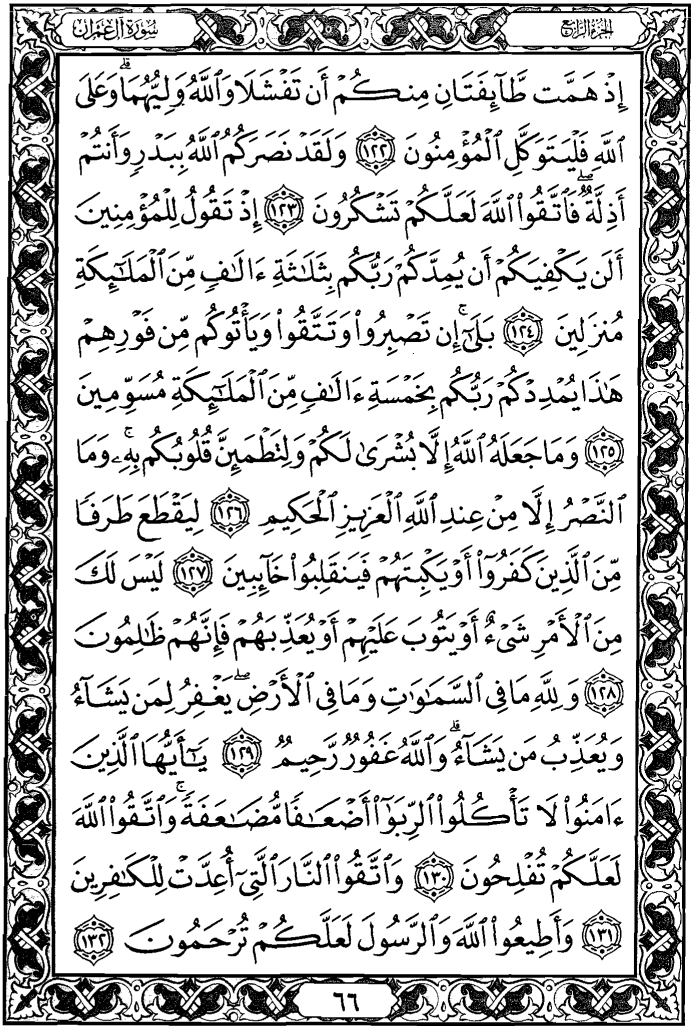 الجزء الرابع
سورة آل عمران
إِذْ هَمَّت طَّآئِفَتَانِ مِنكُمْ أَن تَفْشَلَا وَٱللَّهُ وَلِيُّهُمَاۗ وَعَلَى
ٱللَّهِ فَلْيَتَوَكَّلِ ٱلْمُؤْمِنُونَ ١٢٢ وَلَقَدْ نَصَرَكُمُ ٱللَّهُ بِبَدْرٍ وَأَنتُمْ
أَذِلَّةٌۖ فَٱتَّقُوا۟ ٱللَّهَ لَعَلَّكُمْ تَشْكُرُونَ ١٢٣ إِذْ تَقُولُ لِلْمُؤْمِنِينَ
أَلَن يَكْفِيَكُمْ أَن يُمِدَّكُمْ رَبُّكُم بِثَلَـٰثَةِ ءَالَـٰفٍ مِّنَ ٱلْمَلَـٰٓئِكَةِ
مُنزَلِينَ ١٢٤ بَلَىٰٓۚ إِن تَصْبِرُوا۟ وَتَتَّقُوا۟ وَيَأْتُوكُم مِّن فَوْرِهِمْ
هَـٰذَا يُمْدِدْكُمْ رَبُّكُم بِخَمْسَةِ ءَالَـٰفٍ مِّنَ ٱلْمَلَـٰٓئِكَةِ مُسَوِّمِينَ
١٢٥ وَمَا جَعَلَهُ ٱللَّهُ إِلَّا بُشْرَىٰ لَكُمْ وَلِتَطْمَئِنَّ قُلُوبُكُم بِهِۦۗ وَمَا
ٱلنَّصْرُ إِلَّا مِنْ عِندِ ٱللَّهِ ٱلْعَزِيزِ ٱلْحَكِيمِ ١٢٦ لِيَقْطَعَ طَرَفًا
مِّنَ ٱلَّذِينَ كَفَرُوٓا۟ أَوْ يَكْبِتَهُمْ فَيَنقَلِبُوا۟ خَآئِبِينَ ١٢٧ لَيْسَ لَكَ
مِنَ ٱلْأَمْرِ شَىْءٌ أَوْ يَتُوبَ عَلَيْهِمْ أَوْ يُعَذِّبَهُمْ فَإِنَّهُمْ ظَـٰلِمُونَ
١٢٨ وَلِلَّهِ مَا فِى ٱلسَّمَـٰوَٰتِ وَمَا فِى ٱلْأَرْضِۖ يَغْفِرُ لِمَن يَشَآءُ
وَيُعَذِّبُ مَن يَشَآءُۗ وَٱللَّهُ غَفُورٌ رَّحِيمٌ ١٢٩ يَـٰٓأَيُّهَا ٱلَّذِينَ
ءَامَنُوا۟ لَا تَأْكُلُوا۟ ٱلرِّبَوٰٓا۟ أَضْعَـٰفًا مُّضَـٰعَفَةًۖ وَٱتَّقُوا۟ ٱللَّهَ
لَعَلَّكُمْ تُفْلِحُونَ ١٣٠ وَٱتَّقُوا۟ ٱلنَّارَ ٱلَّتِىٓ أُعِدَّتْ لِلْكَـٰفِرِينَ
١٣١ وَأَطِيعُوا۟ ٱللَّهَ وَٱلرَّسُولَ لَعَلَّكُمْ تُرْحَمُونَ ١٣٢
٦٦